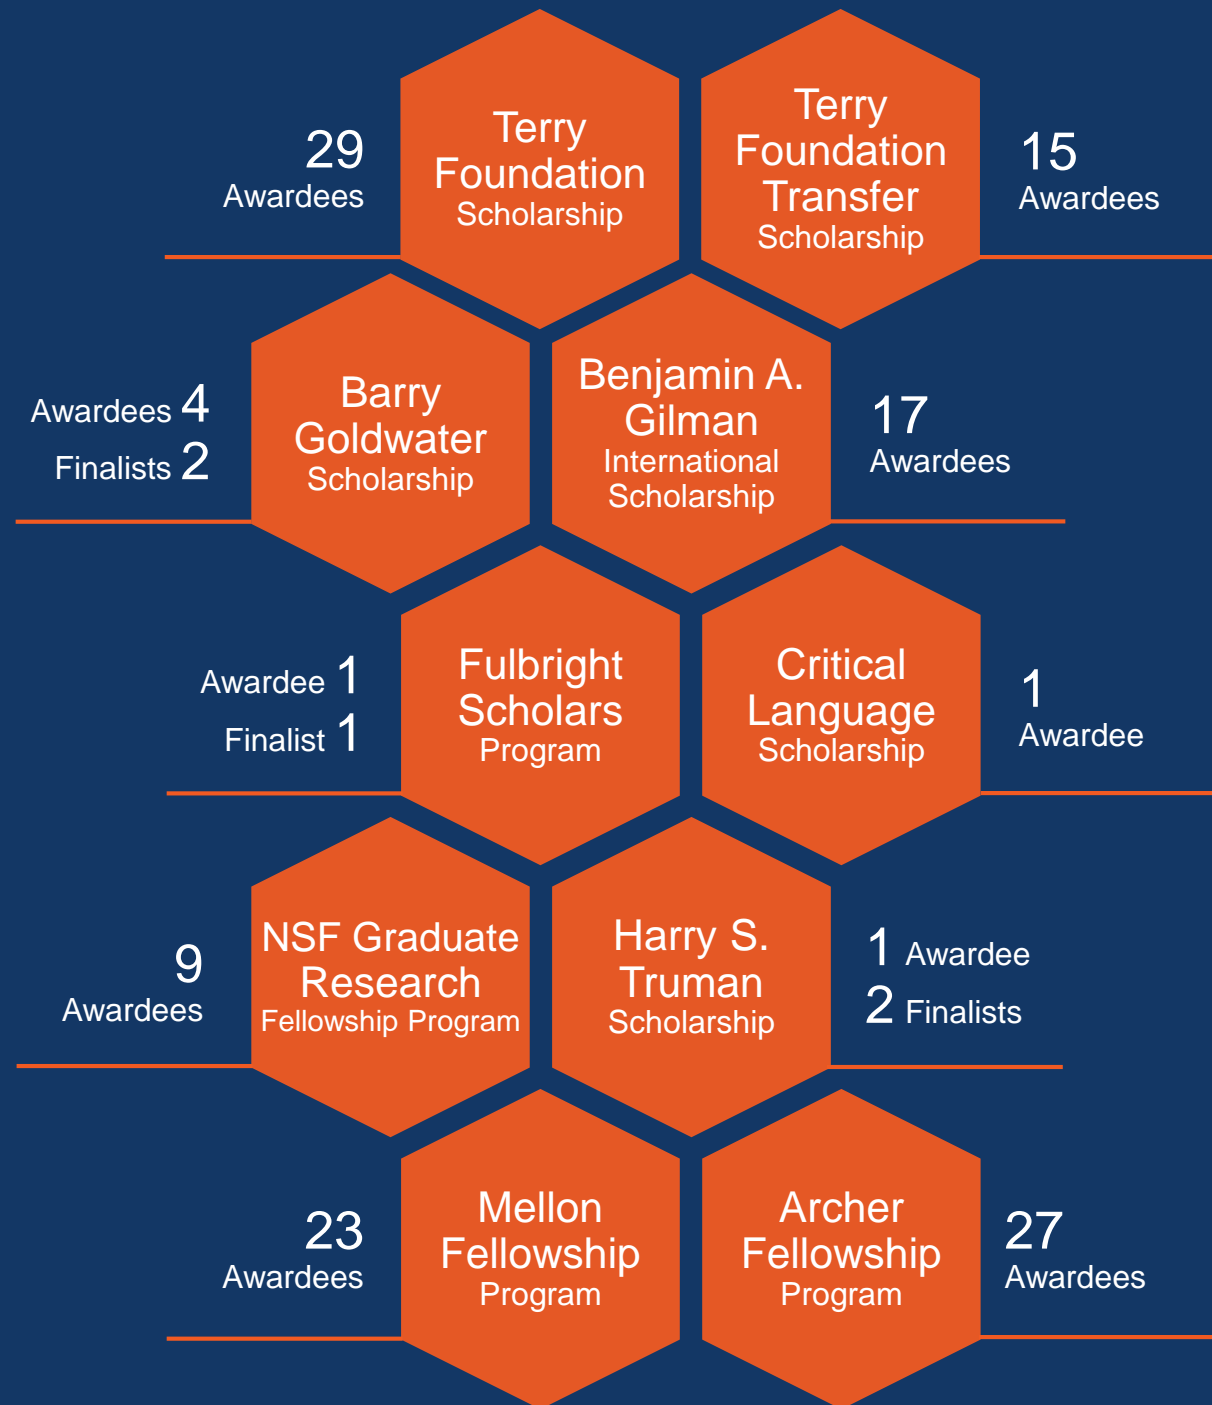 29
Awardees
Terry
Foundation
Scholarship
Terry
Foundation
Transfer
Scholarship
15
Awardees
Awardees 4
Finalists 2
Barry
Goldwater
Scholarship
Benjamin A.
Gilman
International
Scholarship
17
Awardees
Awardee 1
Finalist 1
Fulbright
Scholars
Program
Critical
Language
Scholarship
1
Awardee
9
Awardees
NSF Graduate
Research
Fellowship Program
Harry S.
Truman
Scholarship
1 Awardee
2 Finalists
23
Awardees
Mellon
Fellowship
Program
Archer
Fellowship
Program
27
Awardees